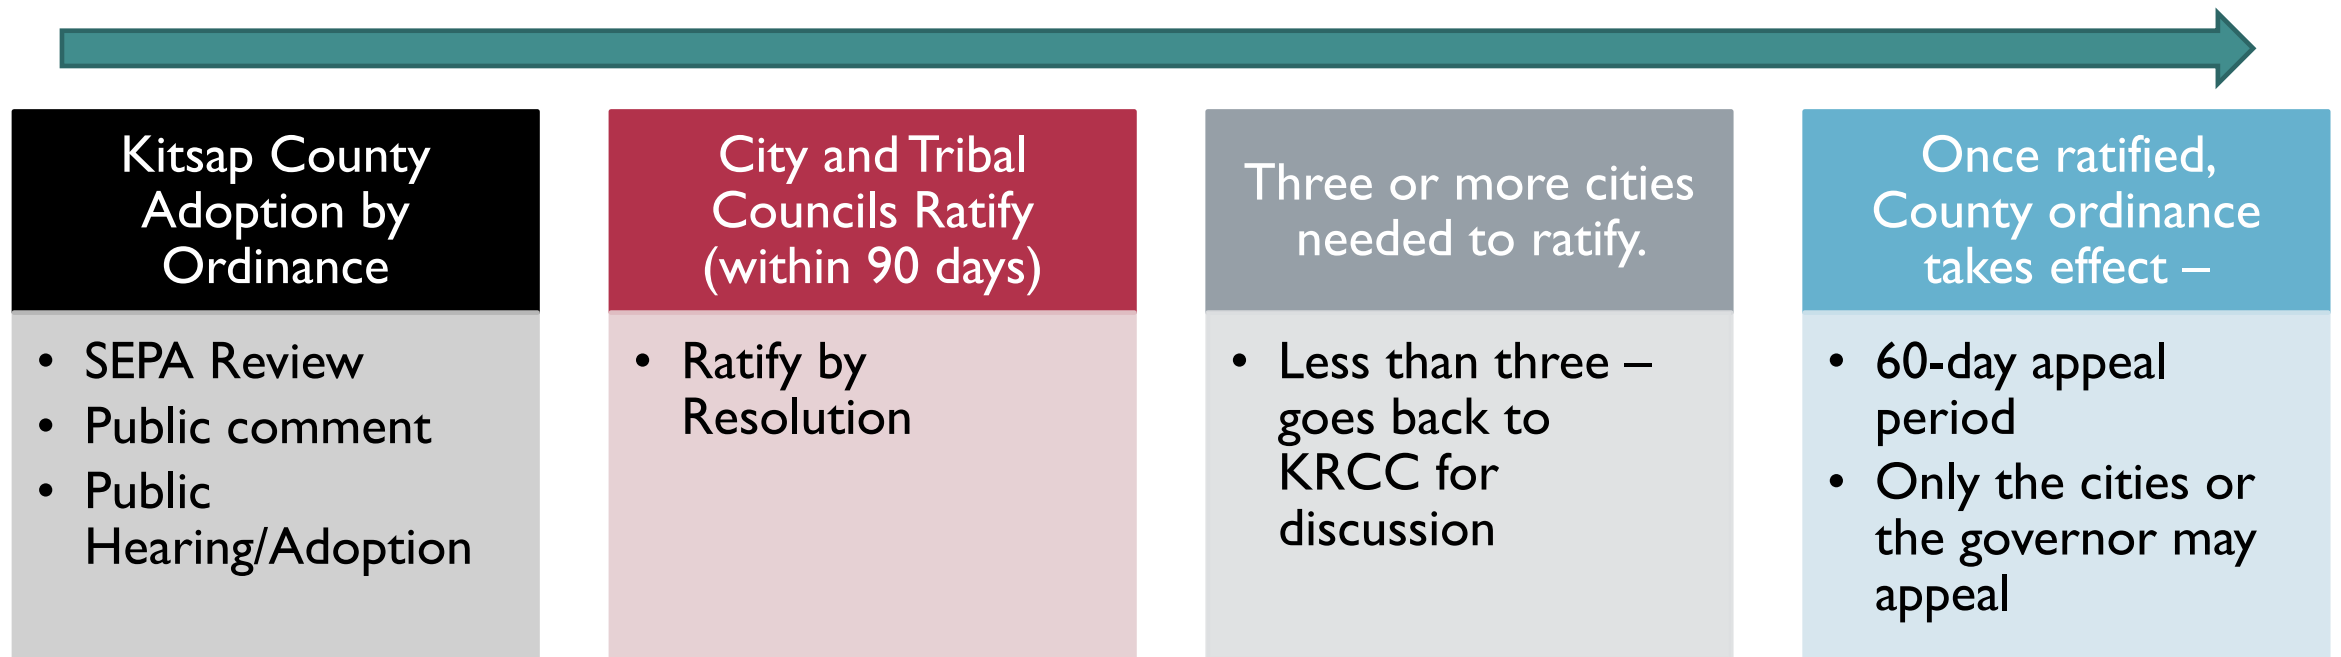 Kitsap County
Adoption by
Ordinance
• SEPA Review
• Public comment
• Public
Hearing/Adoption
City and Tribal
Councils Ratify
(within 90 days)
• Ratify by
Resolution
Three or more cities
needed to ratify.
• Less than three –
goes back to
KRCC for
discussion
Once ratified,
County ordinance
takes effect –
• 60-day appeal
period
• Only the cities or
the governor may
appeal